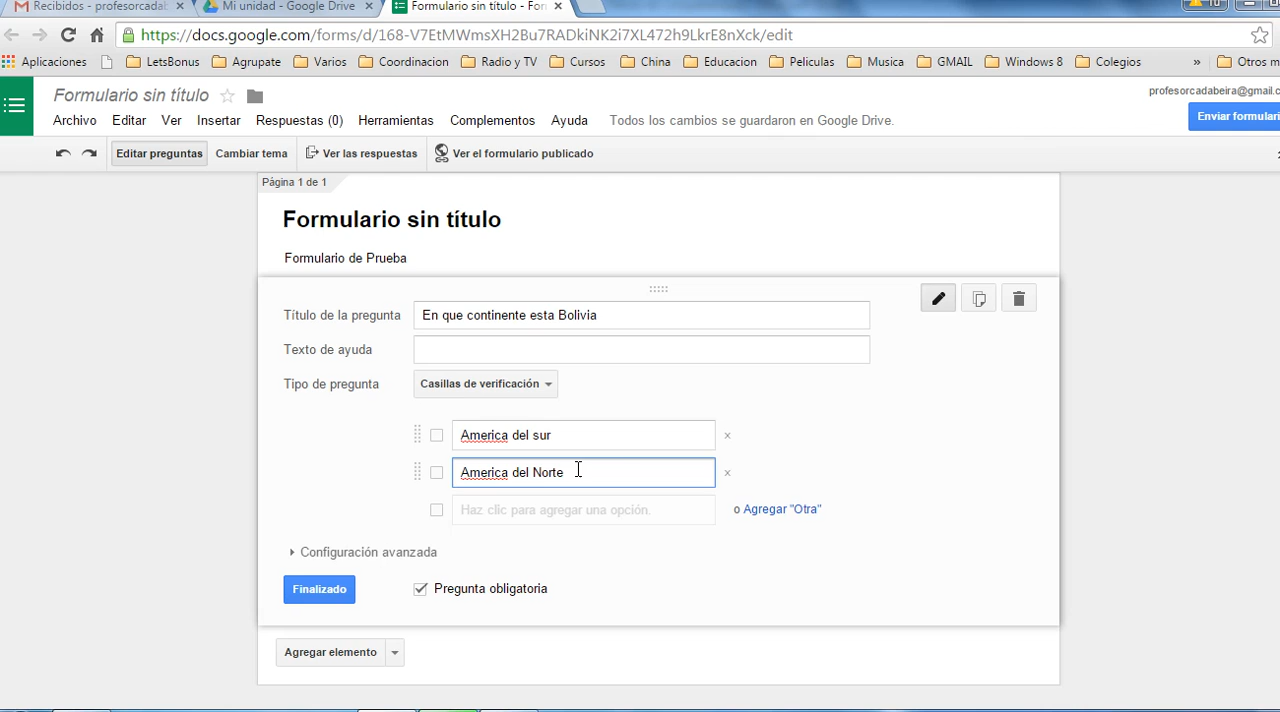 Recibidos - profesorcadab
Mi unidad - Google Drive
Formulario sin título - Forn
https://docs.google.com/forms/d/168-V7EtMWmsXH2Bu7RADkiNK2i7XL472h9LkrE8nXck/edit
Aplicaciones LetsBonus Agrupate Varios Coordinacion Radio y TV Cursos China Educacion Peliculas Musica GMAIL Windows 8 Colegios » Otros m
Formulario sin título
profesorcadabeira@gmail.c
Archivo Editar Ver Insertar Respuestas (0) Herramientas Complementos Ayuda Todos los cambios se guardaron en Google Drive.
Enviar formulari
Editar preguntas Cambiar tema Ver las respuestas Ver el formulario publicado
Página 1 de 1
Formulario sin título
Formulario de Prueba
Título de la pregunta En que continente esta Bolivia
Texto de ayuda
Tipo de pregunta Casillas de verificación
America del sur x
America del Norte x
Haz clic para agregar una opción. o Agregar "Otra"
Configuración avanzada
Finalizado Pregunta obligatoria
Agregar elemento